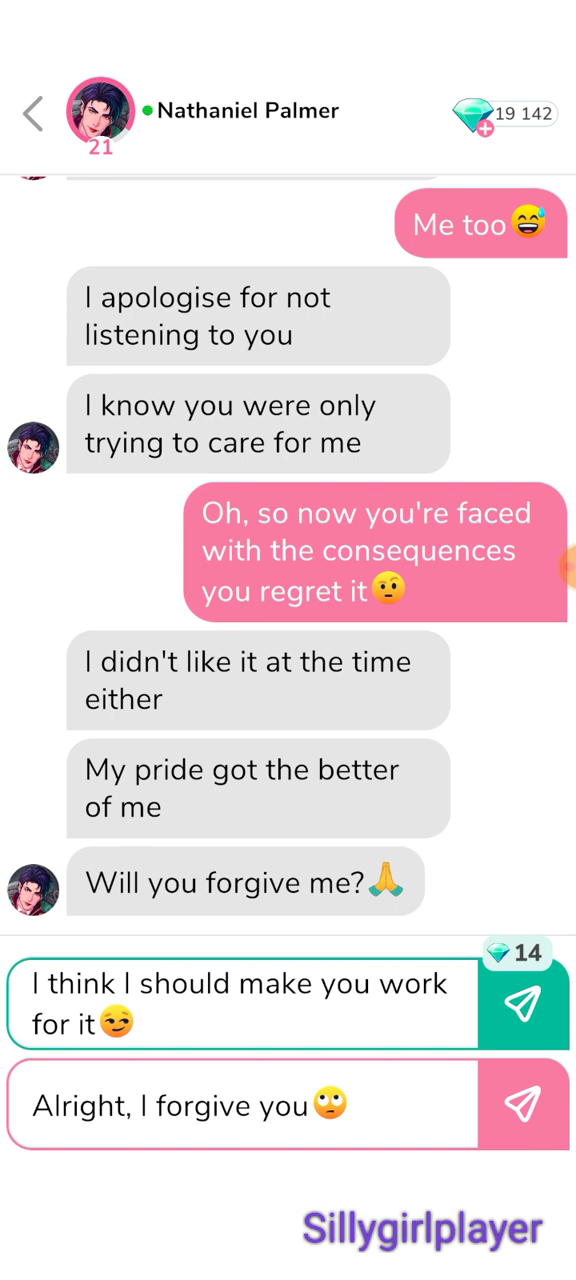 Nathaniel Palmer
19 142
21
Me too😅
I apologise for not
listening to you
I know you were only
trying to care for me
Oh, so now you're faced
with the consequences
you regret it🤨
I didn't like it at the time
either
My pride got the better
of me
Will you forgive me?🙏
14
I think I should make you work
for it😏
Alright, I forgive you🙄
Sillygirlplayer